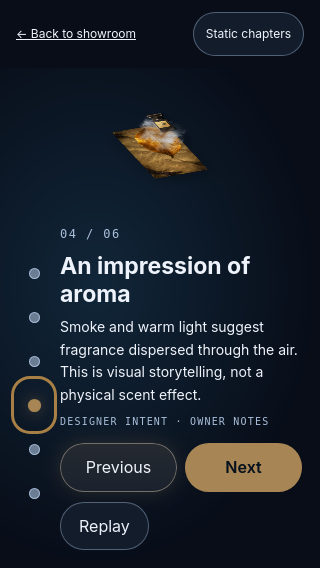 ← Back to showroom
Static chapters
04 / 06
An impression of
aroma
Smoke and warm light suggest
fragrance dispersed through the air.
This is visual storytelling, not a
physical scent effect.
DESIGNER INTENT · OWNER NOTES
Previous
Next
Replay